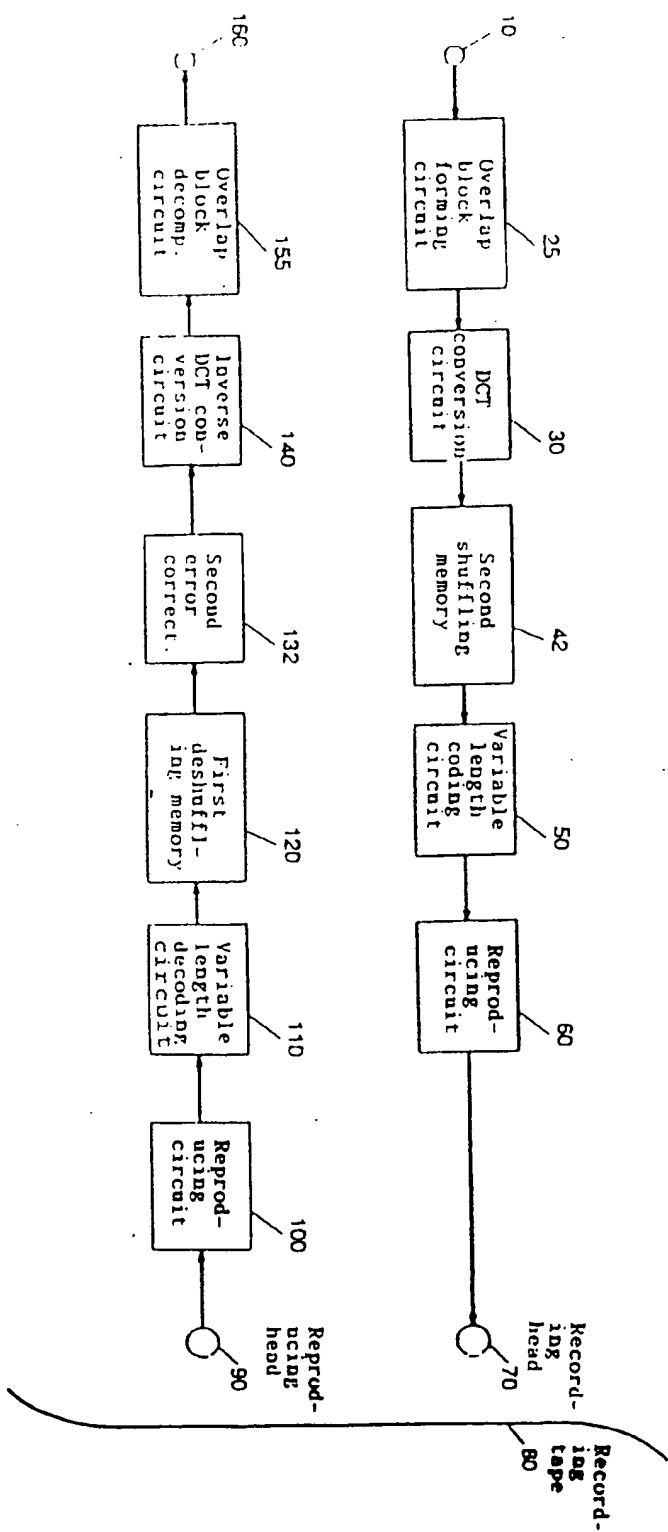 10
Overlap
block
forming
circuit
25
DCT
conversion
circuit
30
Second
shuffling
memory
42
Variable
length
coding
circuit
50
Reprod-
ucing
circuit
60
Record-
ing
head
70
Record-
ing
tape
80
160
Overlap
block
decomp.
circuit
155
Inverse
DCT con-
version
circuit
140
Second
error
correct.
132
First
deshuffl-
ing memory
120
Variable
length
decoding
circuit
110
Reprod-
ucing
circuit
100
Reprod-
ucing
head
90